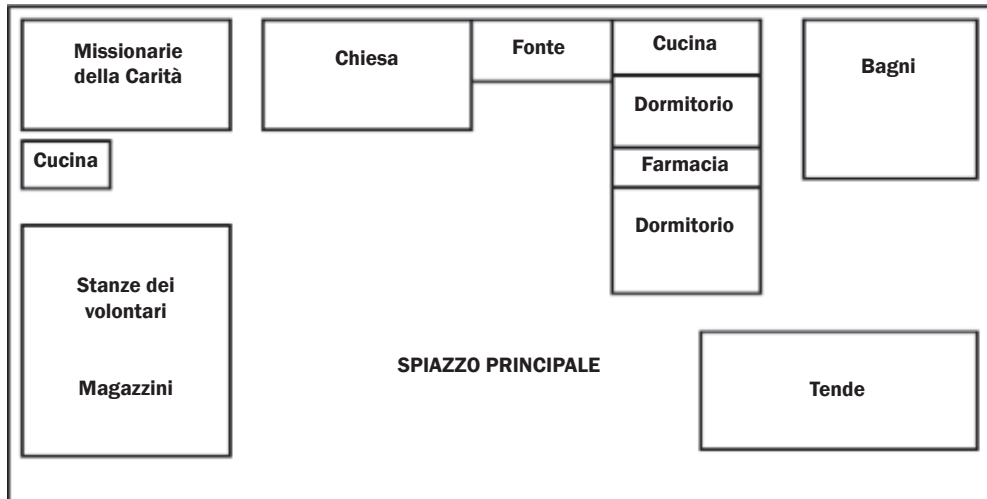 Missionarie
della Carità
Chiesa
Fonte
Cucina
Bagni
Dormitorio
Cucina
Farmacia
Dormitorio
Stanze dei
volontari
Magazzini
SPIAZZO PRINCIPALE
Tende